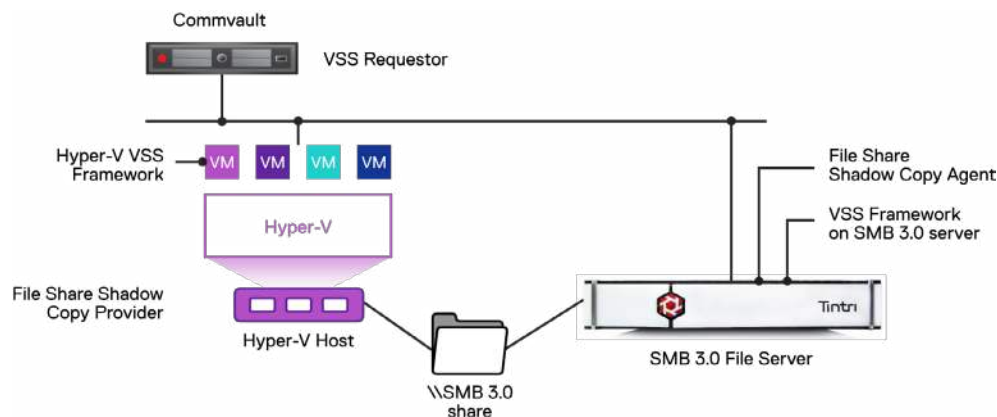 Commvault
VSS Requestor
Hyper-V VSS
Framework
VM VM VM VM
File Share
Shadow Copy Agent
VSS Framework
on SMB 3.0 server
Hyper-V
File Share Shadow
Copy Provider
Hyper-V Host
Tintri
\\SMB 3.0
share
SMB 3.0 File Server